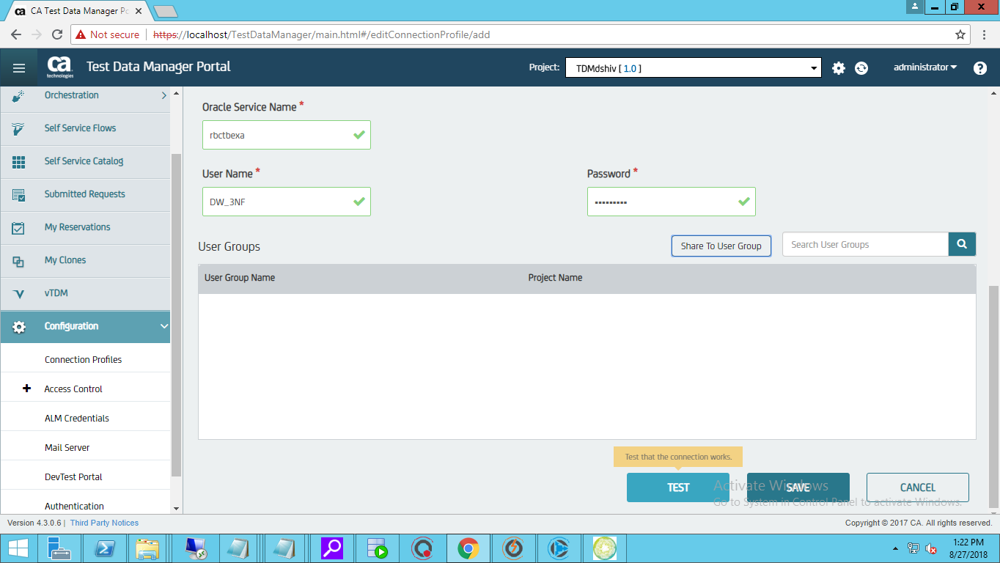 CA Test Data Manager Po
Not secure | https://localhost/TestDataManager/main.html#/editConnectionProfile/add
ca technologies
Test Data Manager Portal
Project:
TDMdshiv [ 1.0 ]
administrator
Orchestration
Self Service Flows
Self Service Catalog
Submitted Requests
My Reservations
My Clones
vTDM
Configuration
Connection Profiles
Access Control
ALM Credentials
Mail Server
DevTest Portal
Authentication
Oracle Service Name *
rbctbexa
User Name *
Password *
DW_3NF
•••••••••
User Groups
Share To User Group
Search User Groups
User Group Name
Project Name
Test that the connection works.
TEST
SAVE
CANCEL
Activate Windows
Go to System in Control Panel to activate Windows.
Version 4.3.0.6 | Third Party Notices
Copyright © 2017 CA. All rights reserved.
1:22 PM
8/27/2018